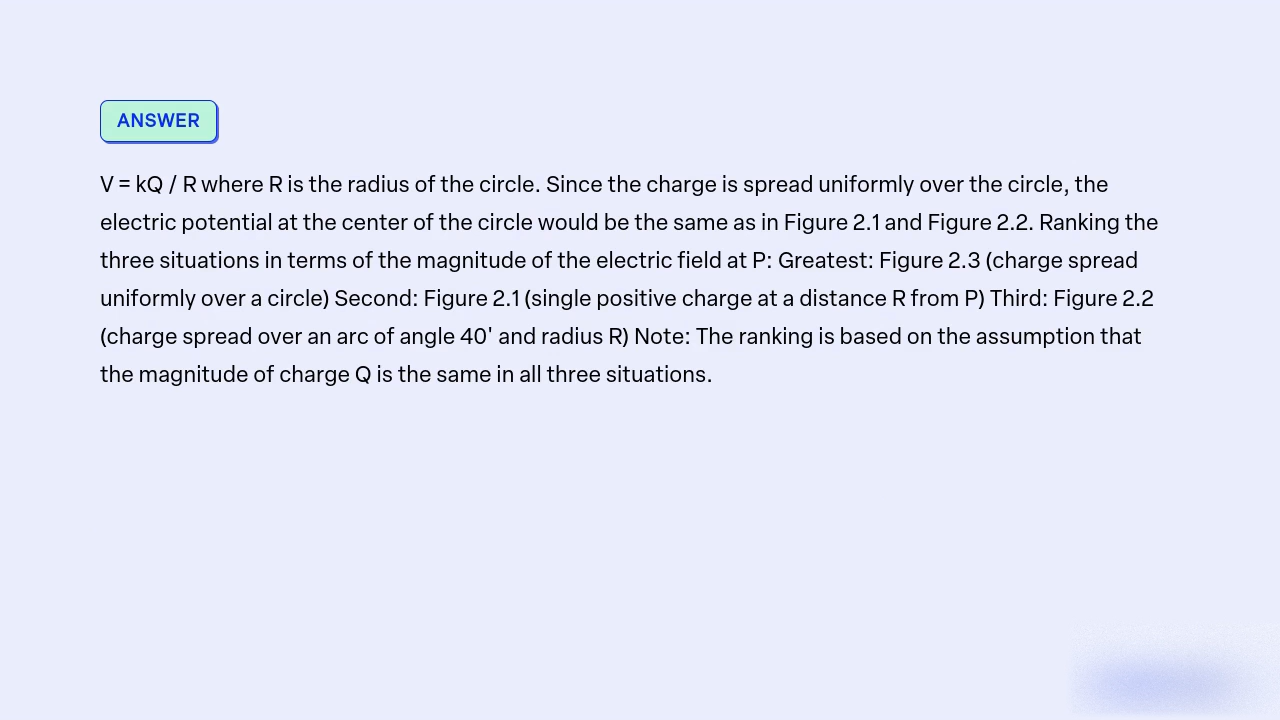 ANSWER
V = kQ / R where R is the radius of the circle. Since the charge is spread uniformly over the circle, the
electric potential at the center of the circle would be the same as in Figure 2.1 and Figure 2.2. Ranking the
three situations in terms of the magnitude of the electric field at P: Greatest: Figure 2.3 (charge spread
uniformly over a circle) Second: Figure 2.1 (single positive charge at a distance R from P) Third: Figure 2.2
(charge spread over an arc of angle 40' and radius R) Note: The ranking is based on the assumption that
the magnitude of charge Q is the same in all three situations.